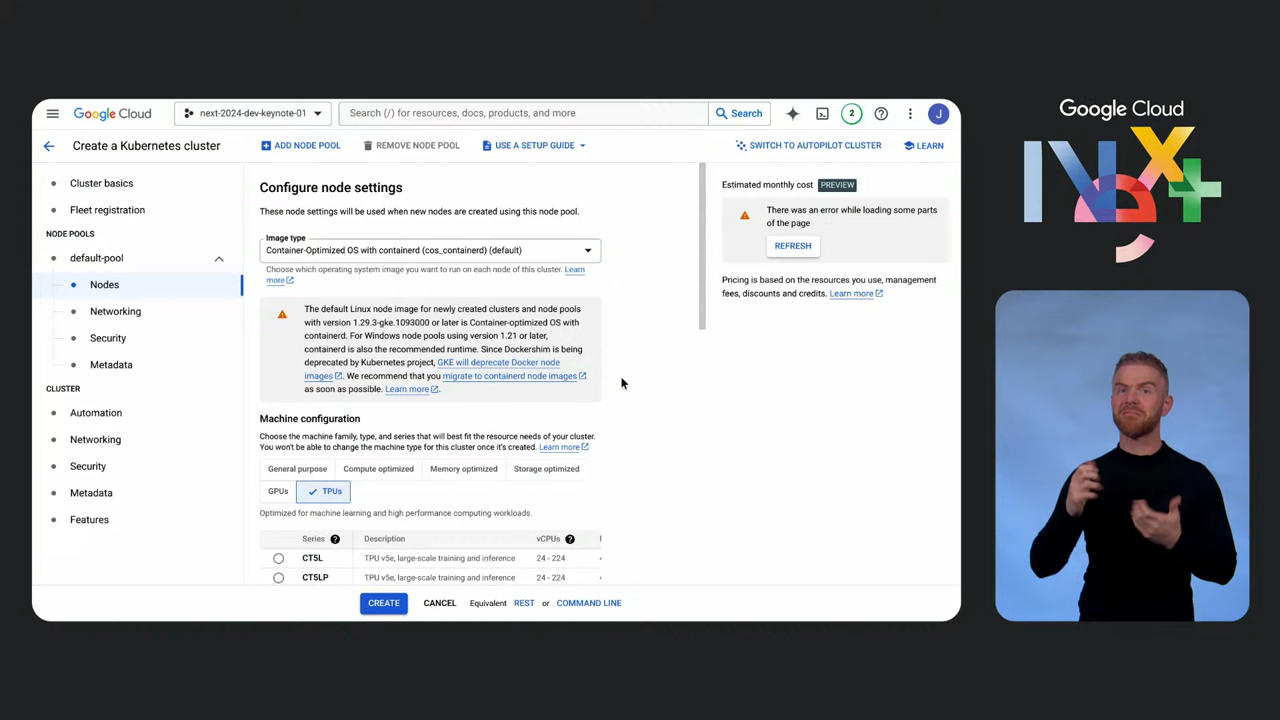 Google Cloud
next-2024-dev-keynote-01
Search (/) for resources, docs, products, and more
Search
2
J
Create a Kubernetes cluster
ADD NODE POOL
REMOVE NODE POOL
USE A SETUP GUIDE
SWITCH TO AUTOPILOT CLUSTER
LEARN
Cluster basics
Fleet registration
NODE POOLS
default-pool
Nodes
Networking
Security
Metadata
CLUSTER
Automation
Networking
Security
Metadata
Features
Configure node settings
These node settings will be used when new nodes are created using this node pool.
Image type
Container-Optimized OS with containerd (cos_containerd) (default)
Choose which operating system image you want to run on each node of this cluster. Learn
more
The default Linux node image for newly created clusters and node pools
with version 1.29.3-gke.1093000 or later is Container-optimized OS with
containerd. For Windows node pools using version 1.21 or later,
containerd is also the recommended runtime. Since Dockershim is being
deprecated by Kubernetes project, GKE will deprecate Docker node
images. We recommend that you migrate to containerd node images
as soon as possible. Learn more.
Machine configuration
Choose the machine family, type, and series that will best fit the resource needs of your cluster.
You won't be able to change the machine type for this cluster once it's created. Learn more
General purpose
Compute optimized
Memory optimized
Storage optimized
GPUs
TPUs
Optimized for machine learning and high performance computing workloads.
Series Description vCPUs
CT5L TPU v5e, large-scale training and inference 24 - 224
CT5LP TPU v5e, large-scale training and inference 24 - 224
CREATE
CANCEL
Equivalent REST or COMMAND LINE
Estimated monthly cost PREVIEW
There was an error while loading some parts
of the page
REFRESH
Pricing is based on the resources you use, management
fees, discounts and credits. Learn more
Google Cloud
Next